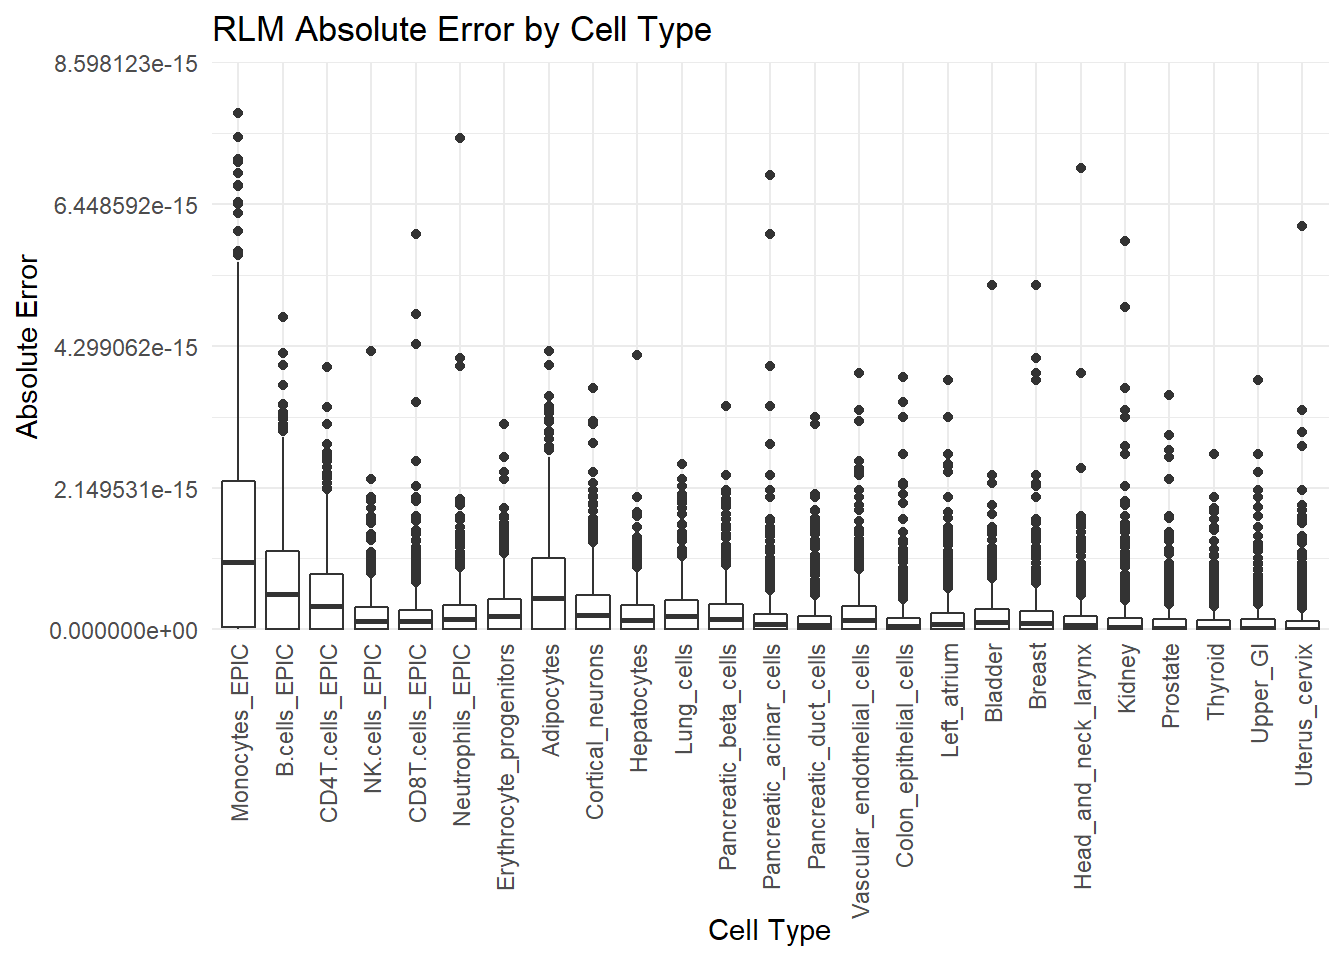 RLM Absolute Error by Cell Type
8.598123e-15
6.448592e-15
4.299062e-15
2.149531e-15
0.000000e+00
Absolute Error
Monocytes_EPIC
B.cells_EPIC
CD4T.cells_EPIC
NK.cells_EPIC
CD8T.cells_EPIC
Neutrophils_EPIC
Erythrocyte_progenitors
Adipocytes
Cortical_neurons
Hepatocytes
Lung_cells
Pancreatic_beta_cells
Pancreatic_acinar_cells
Pancreatic_duct_cells
Vascular_endothelial_cells
Colon_epithelial_cells
Left_atrium
Bladder
Breast
Head_and_neck_larynx
Kidney
Prostate
Thyroid
Upper_GI
Uterus_cervix
Cell Type